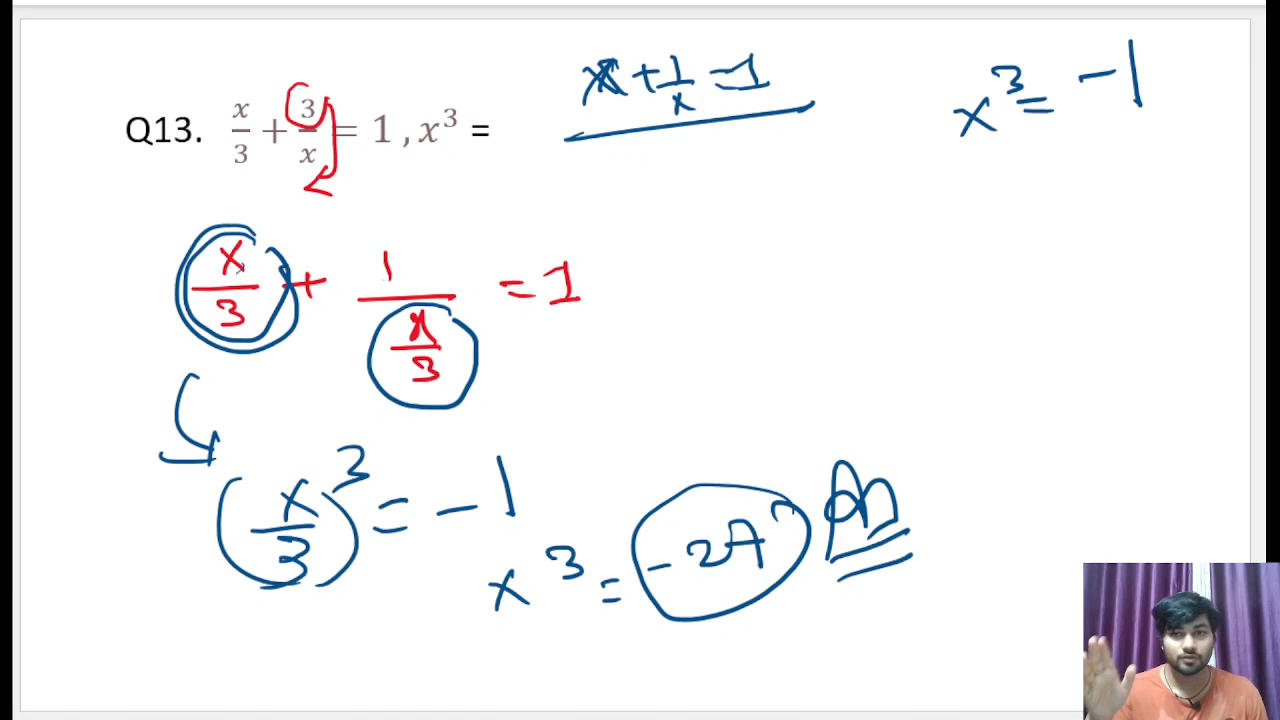 Q13. x/3 + 3/x = 1 , x³ =
x + 1/x = 1
x³ = -1
x/3 + 1/(x/3) = 1
(x/3)³ = -1
x³ = -27